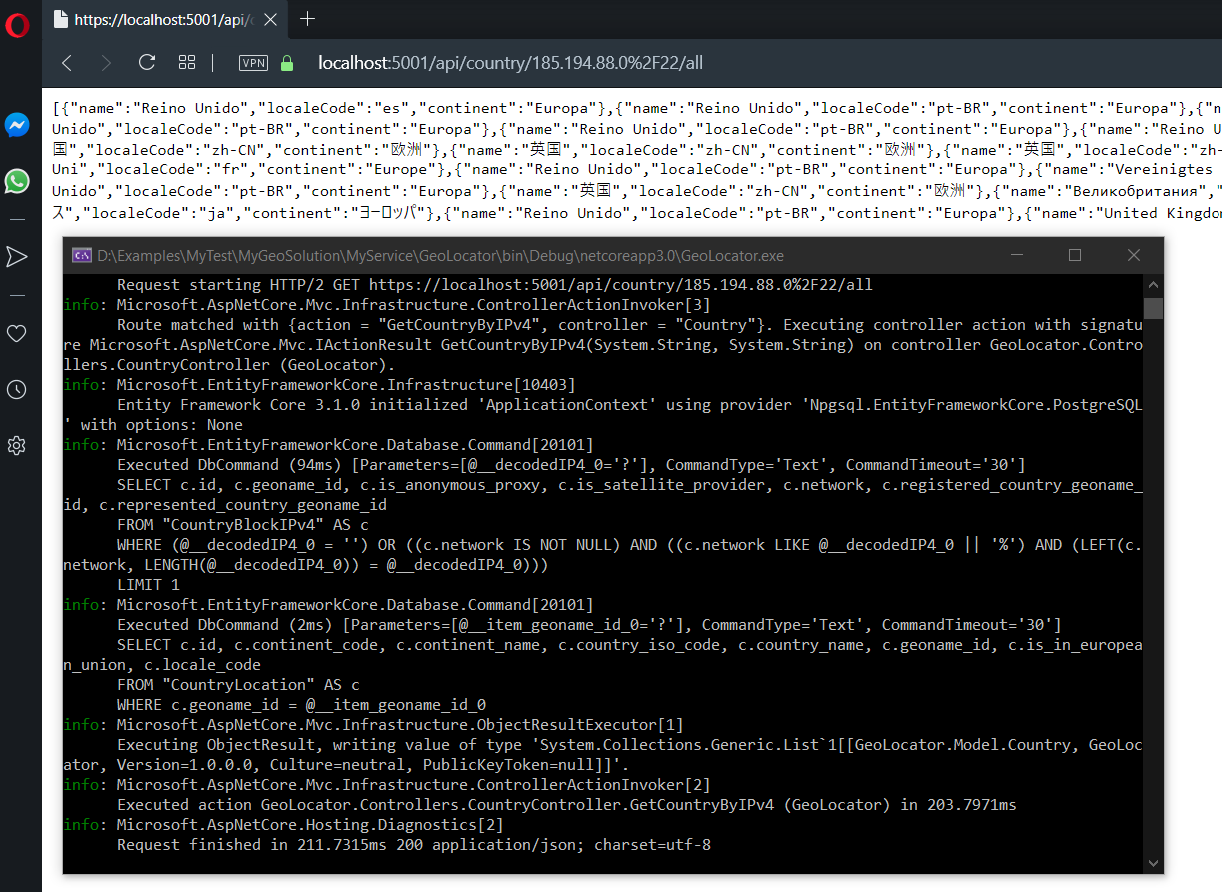 https://localhost:5001/api/
VPN
localhost:5001/api/country/185.194.88.0%2F22/all
[{"name":"Reino Unido","localeCode":"es","continent":"Europa"},{"name":"Reino Unido","localeCode":"pt-BR","continent":"Europa"},{"n
Unido","localeCode":"pt-BR","continent":"Europa"},{"name":"Reino Unido","localeCode":"pt-BR","continent":"Europa"},{"name":"Reino U
国","localeCode":"zh-CN","continent":"欧洲"},{"name":"英国","localeCode":"zh-CN","continent":"欧洲"},{"name":"英国","localeCode":"zh-
Uni","localeCode":"fr","continent":"Europe"},{"name":"Reino Unido","localeCode":"pt-BR","continent":"Europa"},{"name":"Vereinigtes
Unido","localeCode":"pt-BR","continent":"Europa"},{"name":"英国","localeCode":"zh-CN","continent":"欧洲"},{"name":"Великобритания","
ス","localeCode":"ja","continent":"ヨーロッパ"},{"name":"Reino Unido","localeCode":"pt-BR","continent":"Europa"},{"name":"United Kingdo
D:\Examples\MyTest\MyGeoSolution\MyService\GeoLocator\bin\Debug\netcoreapp3.0\GeoLocator.exe
Request starting HTTP/2 GET https://localhost:5001/api/country/185.194.88.0%2F22/all
info: Microsoft.AspNetCore.Mvc.Infrastructure.ControllerActionInvoker[3]
Route matched with {action = "GetCountryByIPv4", controller = "Country"}. Executing controller action with signatu
re Microsoft.AspNetCore.Mvc.IActionResult GetCountryByIPv4(System.String, System.String) on controller GeoLocator.Contro
llers.CountryController (GeoLocator).
info: Microsoft.EntityFrameworkCore.Infrastructure[10403]
Entity Framework Core 3.1.0 initialized 'ApplicationContext' using provider 'Npgsql.EntityFrameworkCore.PostgreSQL
' with options: None
info: Microsoft.EntityFrameworkCore.Database.Command[20101]
Executed DbCommand (94ms) [Parameters=[@__decodedIP4_0='?'], CommandType='Text', CommandTimeout='30']
SELECT c.id, c.geoname_id, c.is_anonymous_proxy, c.is_satellite_provider, c.network, c.registered_country_geoname_
id, c.represented_country_geoname_id
FROM "CountryBlockIPv4" AS c
WHERE (@__decodedIP4_0 = '') OR ((c.network IS NOT NULL) AND ((c.network LIKE @__decodedIP4_0 || '%') AND (LEFT(c.
network, LENGTH(@__decodedIP4_0)) = @__decodedIP4_0)))
LIMIT 1
info: Microsoft.EntityFrameworkCore.Database.Command[20101]
Executed DbCommand (2ms) [Parameters=[@__item_geoname_id_0='?'], CommandType='Text', CommandTimeout='30']
SELECT c.id, c.continent_code, c.continent_name, c.country_iso_code, c.country_name, c.geoname_id, c.is_in_europea
n_union, c.locale_code
FROM "CountryLocation" AS c
WHERE c.geoname_id = @__item_geoname_id_0
info: Microsoft.AspNetCore.Mvc.Infrastructure.ObjectResultExecutor[1]
Executing ObjectResult, writing value of type 'System.Collections.Generic.List`1[[GeoLocator.Model.Country, GeoLoc
ator, Version=1.0.0.0, Culture=neutral, PublicKeyToken=null]]'.
info: Microsoft.AspNetCore.Mvc.Infrastructure.ControllerActionInvoker[2]
Executed action GeoLocator.Controllers.CountryController.GetCountryByIPv4 (GeoLocator) in 203.7971ms
info: Microsoft.AspNetCore.Hosting.Diagnostics[2]
Request finished in 211.7315ms 200 application/json; charset=utf-8